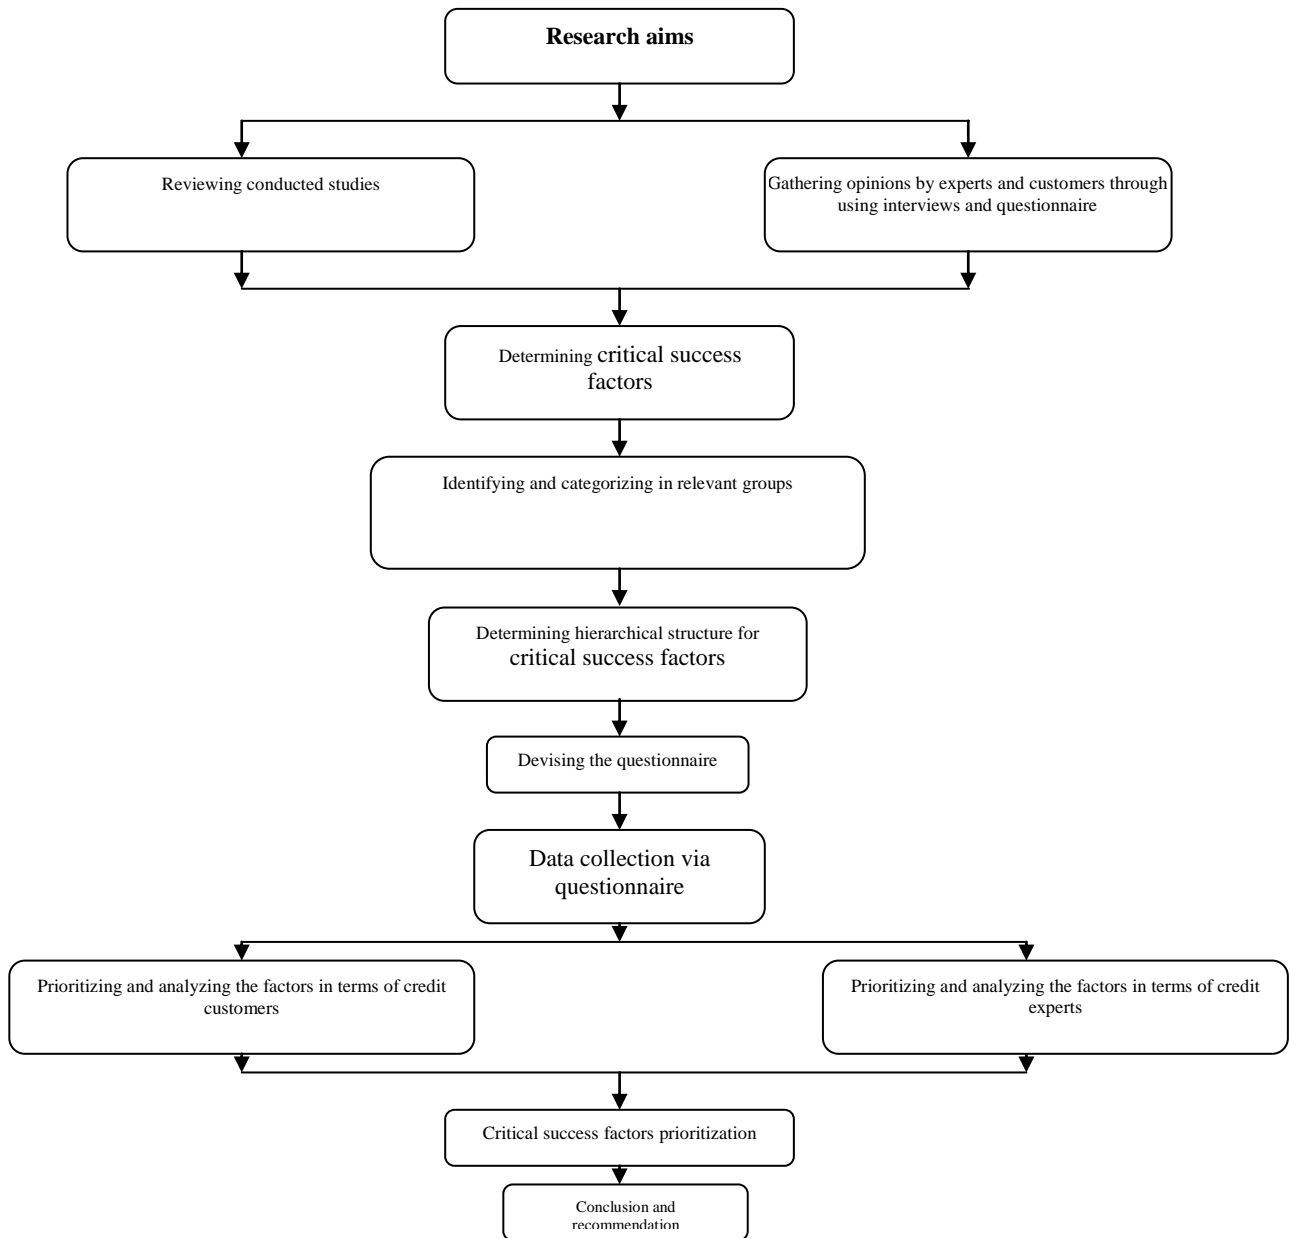 Research aims
Reviewing conducted studies
Gathering opinions by experts and customers through
using interviews and questionnaire
Determining critical success
factors
Identifying and categorizing in relevant groups
Determining hierarchical structure for
critical success factors
Devising the questionnaire
Data collection via
questionnaire
Prioritizing and analyzing the factors in terms of credit
customers
Prioritizing and analyzing the factors in terms of credit
experts
Critical success factors prioritization
Conclusion and
recommendation